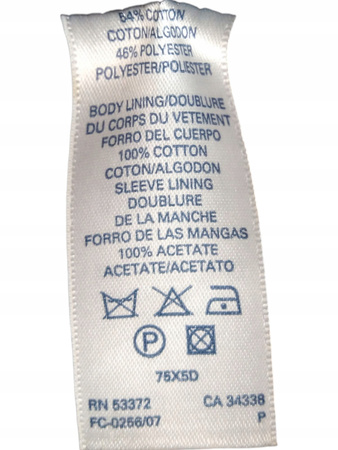 54% COTTON
COTON/ALGODON
46% POLYESTER
POLYESTER/POLIESTER
BODY LINING/DOUBLURE
DU CORPS DU VETEMENT
FORRO DEL CUERPO
100% COTTON
COTON/ALGODON
SLEEVE LINING
DOUBLURE
DE LA MANCHE
FORRO DE LAS MANGAS
100% ACETATE
ACETATE/ACETATO
P
75X5D
RN 53372 CA 34338
FC-0256/07 P